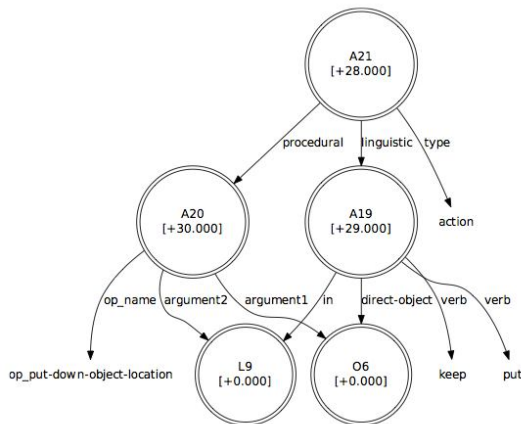 A21
[+28.000]
procedural linguistic type
A20
[+30.000]
A19
[+29.000]
action
op_name argument2 argument1 in direct-object verb verb
op_put-down-object-location
L9
[+0.000]
O6
[+0.000]
keep
put